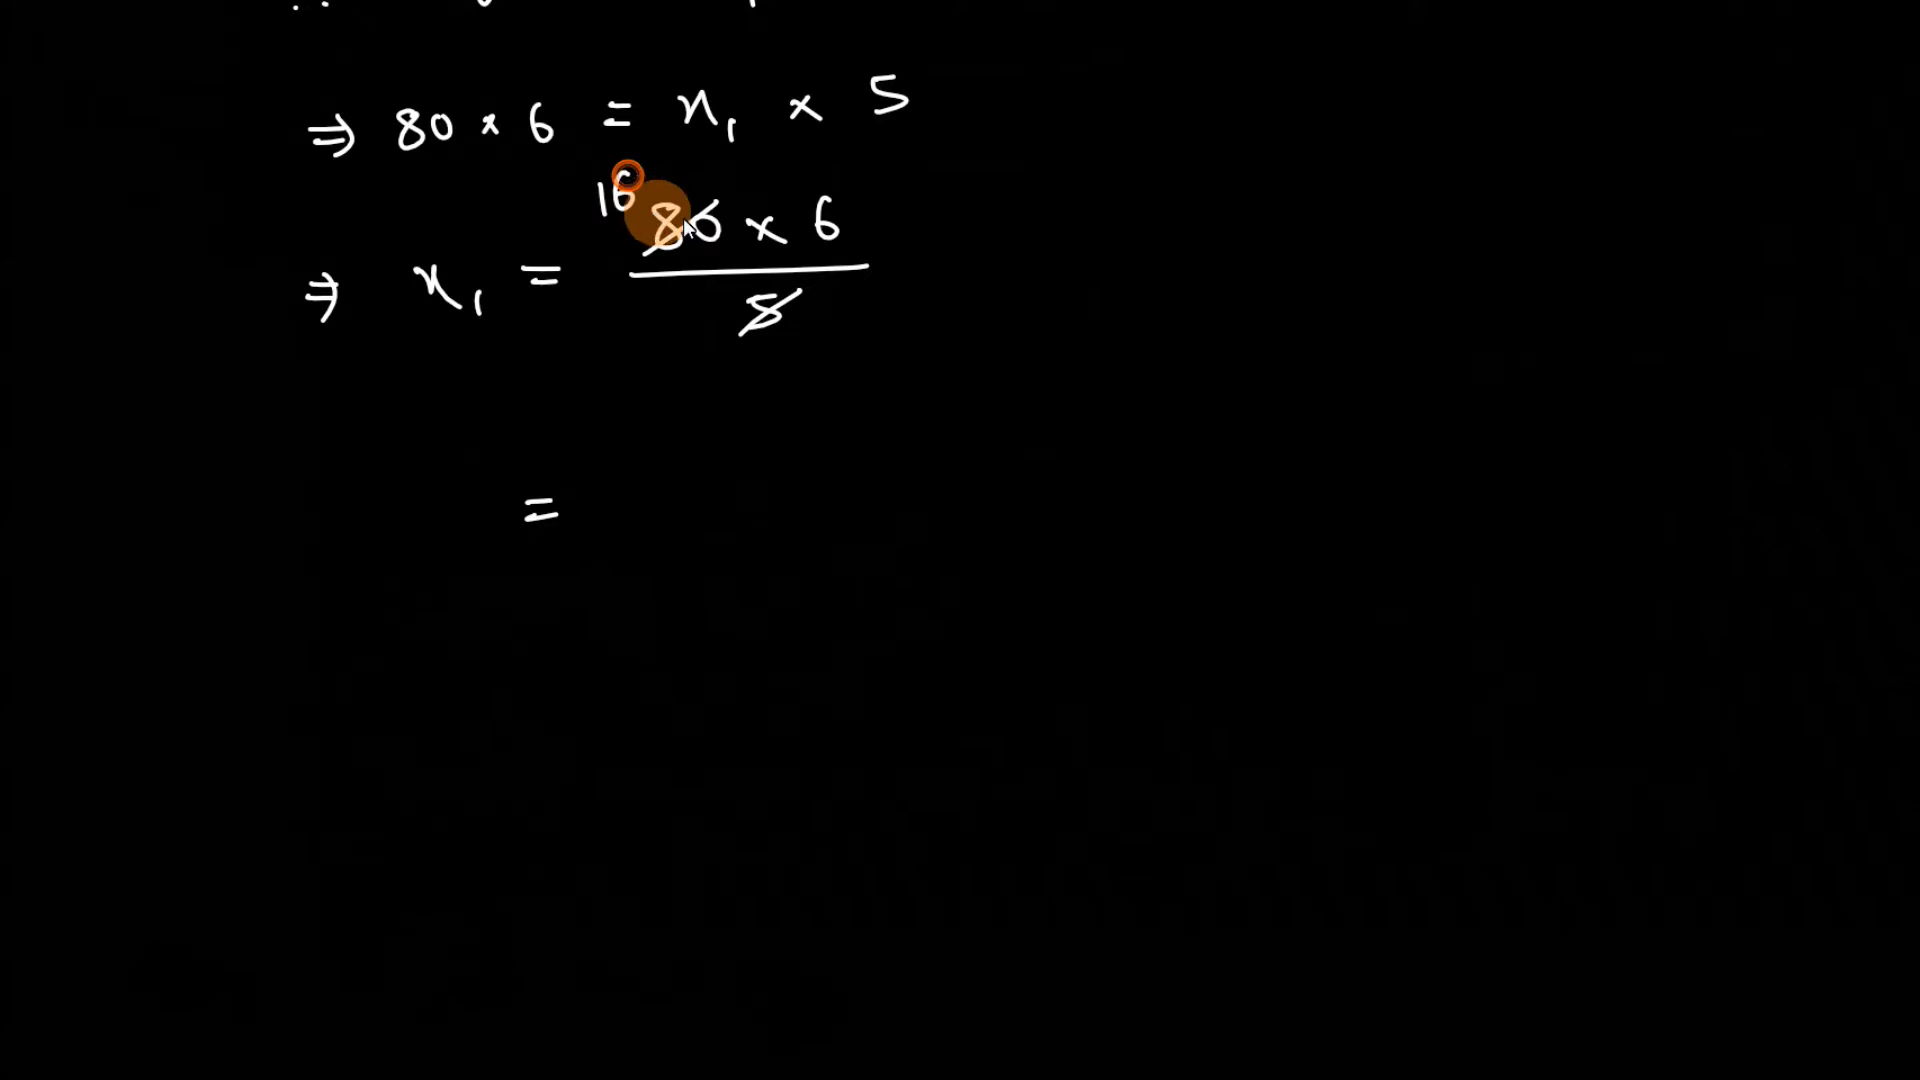 ⇒ 80 × 6 = x₁ × 5
16
⇒ x₁ = 80 × 6 / 5
=